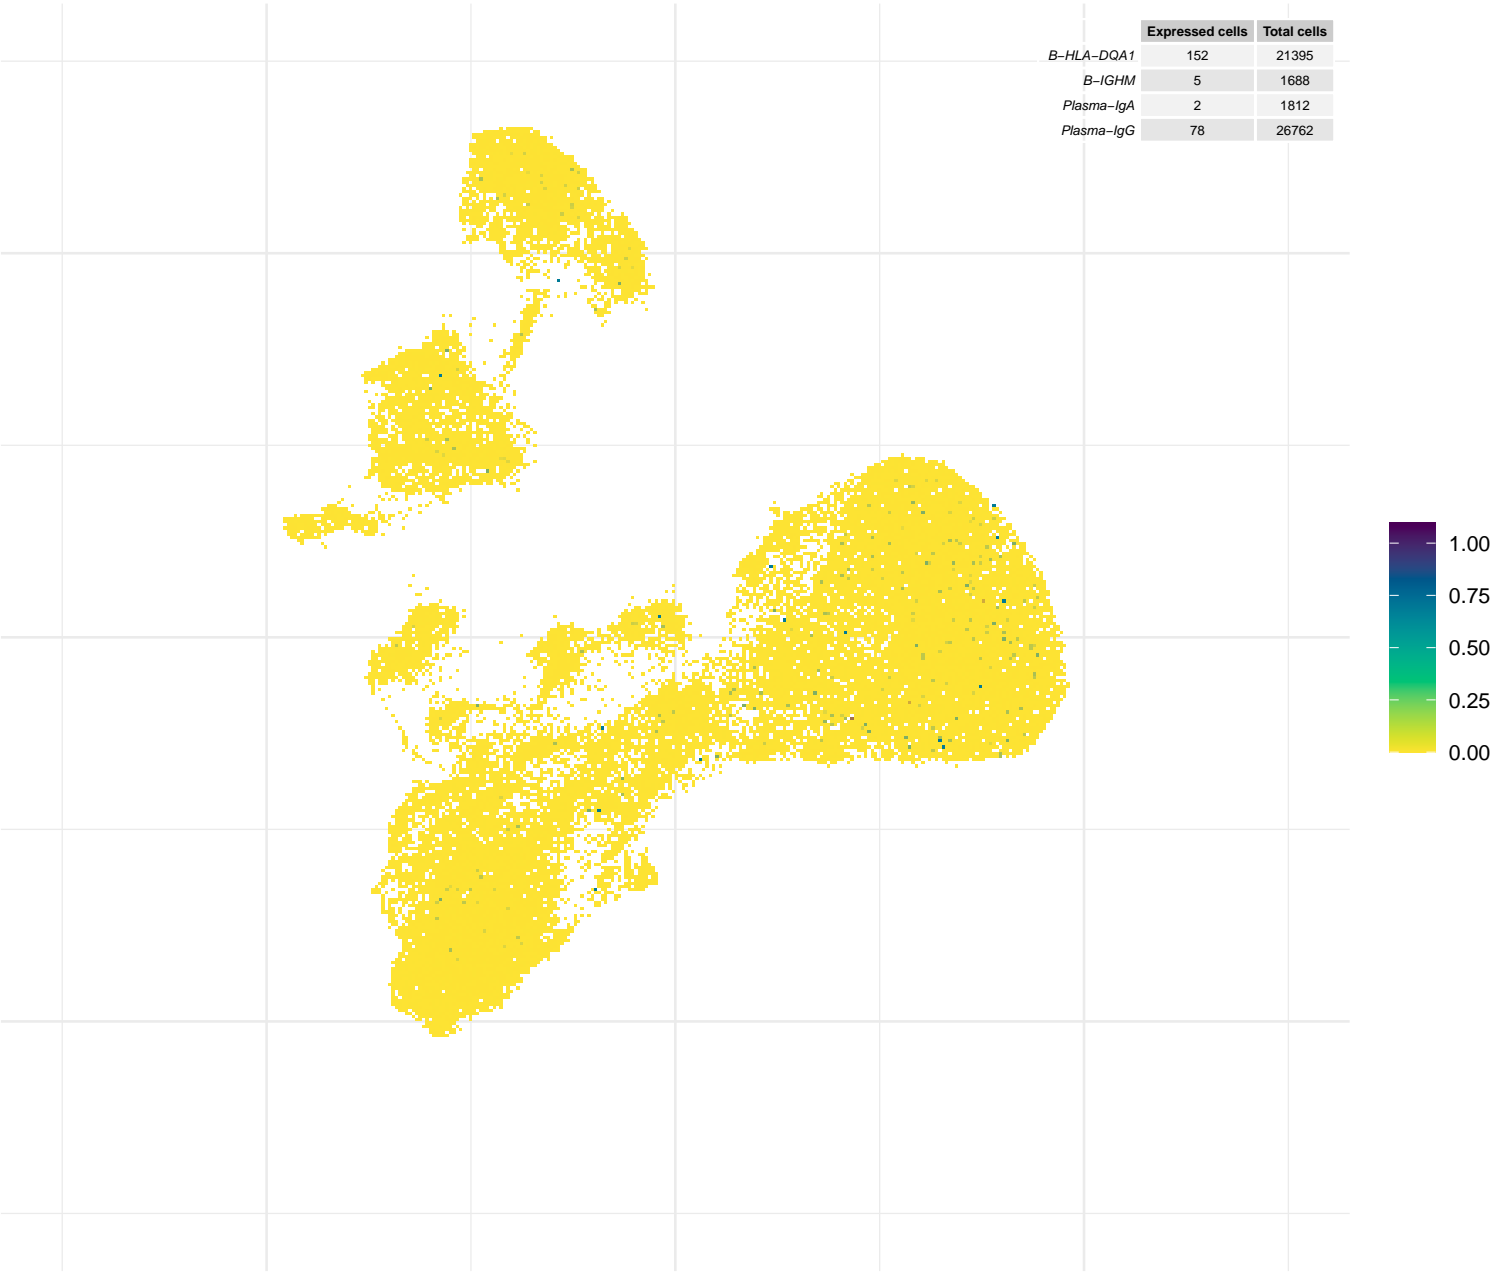 Expressed cells Total cells
B−HLA−DQA1 152 21395
B−IGHM 5 1688
Plasma−IgA 2 1812
Plasma−IgG 78 26762
1.00
0.75
0.50
0.25
0.00